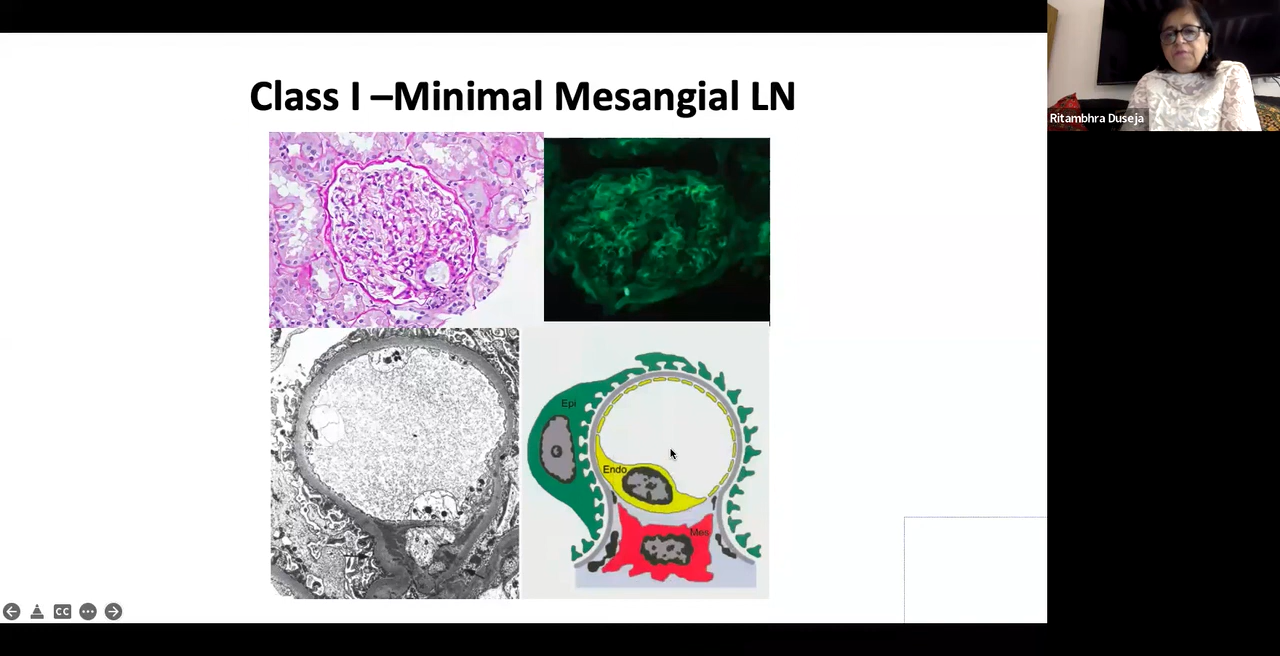 Class I –Minimal Mesangial LN
Ritambhra Duseja
Epi
Endo
Mes
CC